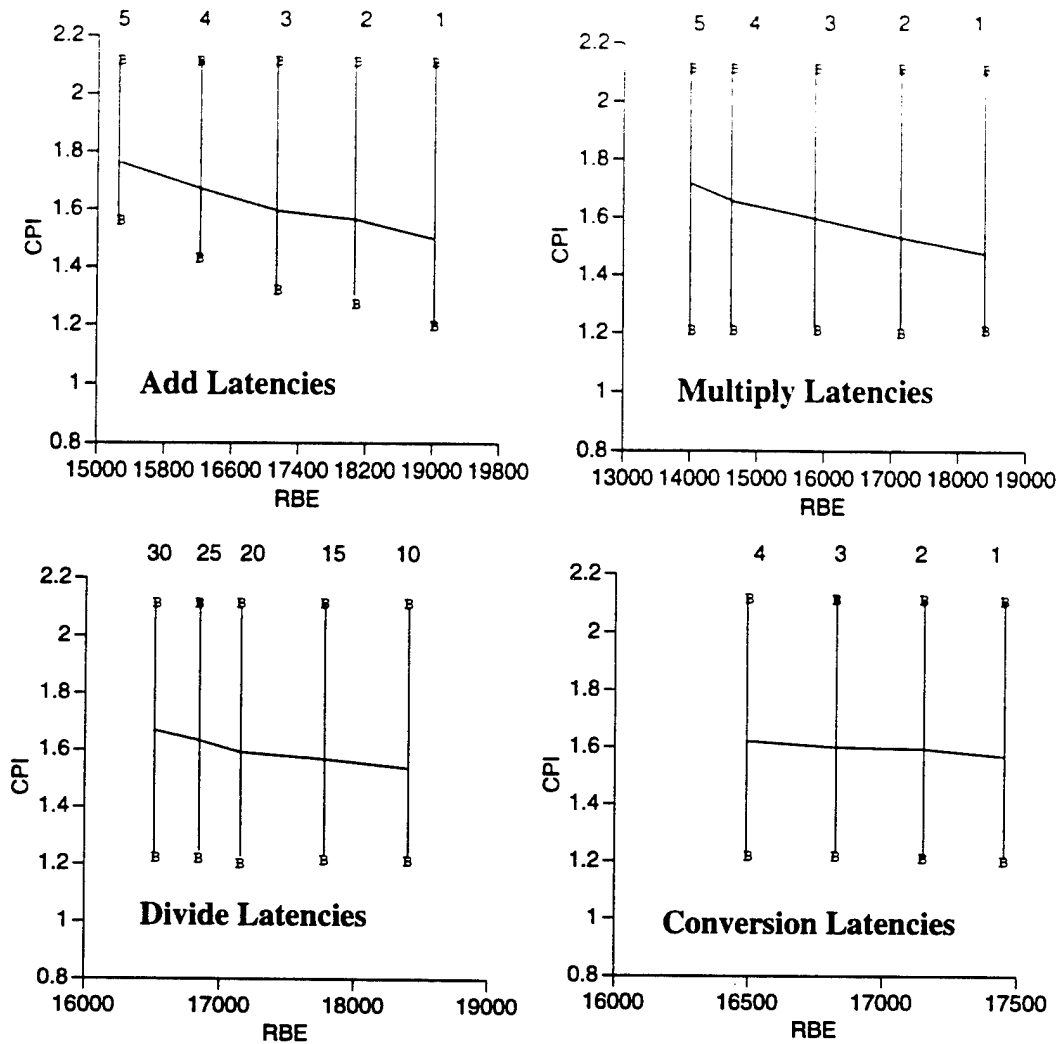 5 4 3 2 1
2.2
2
1.8
1.6
1.4
1.2
1
0.8
CPI
Add Latencies
15000 15800 16600 17400 18200 19000 19800
RBE
5 4 3 2 1
2.2
2
1.8
1.6
1.4
1.2
1
0.8
CPI
Multiply Latencies
13000 14000 15000 16000 17000 18000 19000
RBE
30 25 20 15 10
2.2
2
1.8
1.6
1.4
1.2
1
0.8
CPI
Divide Latencies
16000 17000 18000 19000
RBE
4 3 2 1
2.2
2
1.8
1.6
1.4
1.2
1
0.8
CPI
Conversion Latencies
16000 16500 17000 17500
RBE